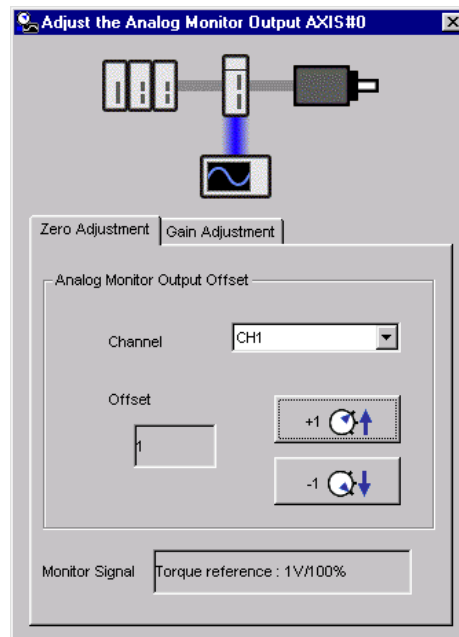 Adjust the Analog Monitor Output AXIS#0
Zero Adjustment
Gain Adjustment
Analog Monitor Output Offset
Channel
CH1
Offset
1
+1
-1
Monitor Signal
Torque reference : 1V/100%